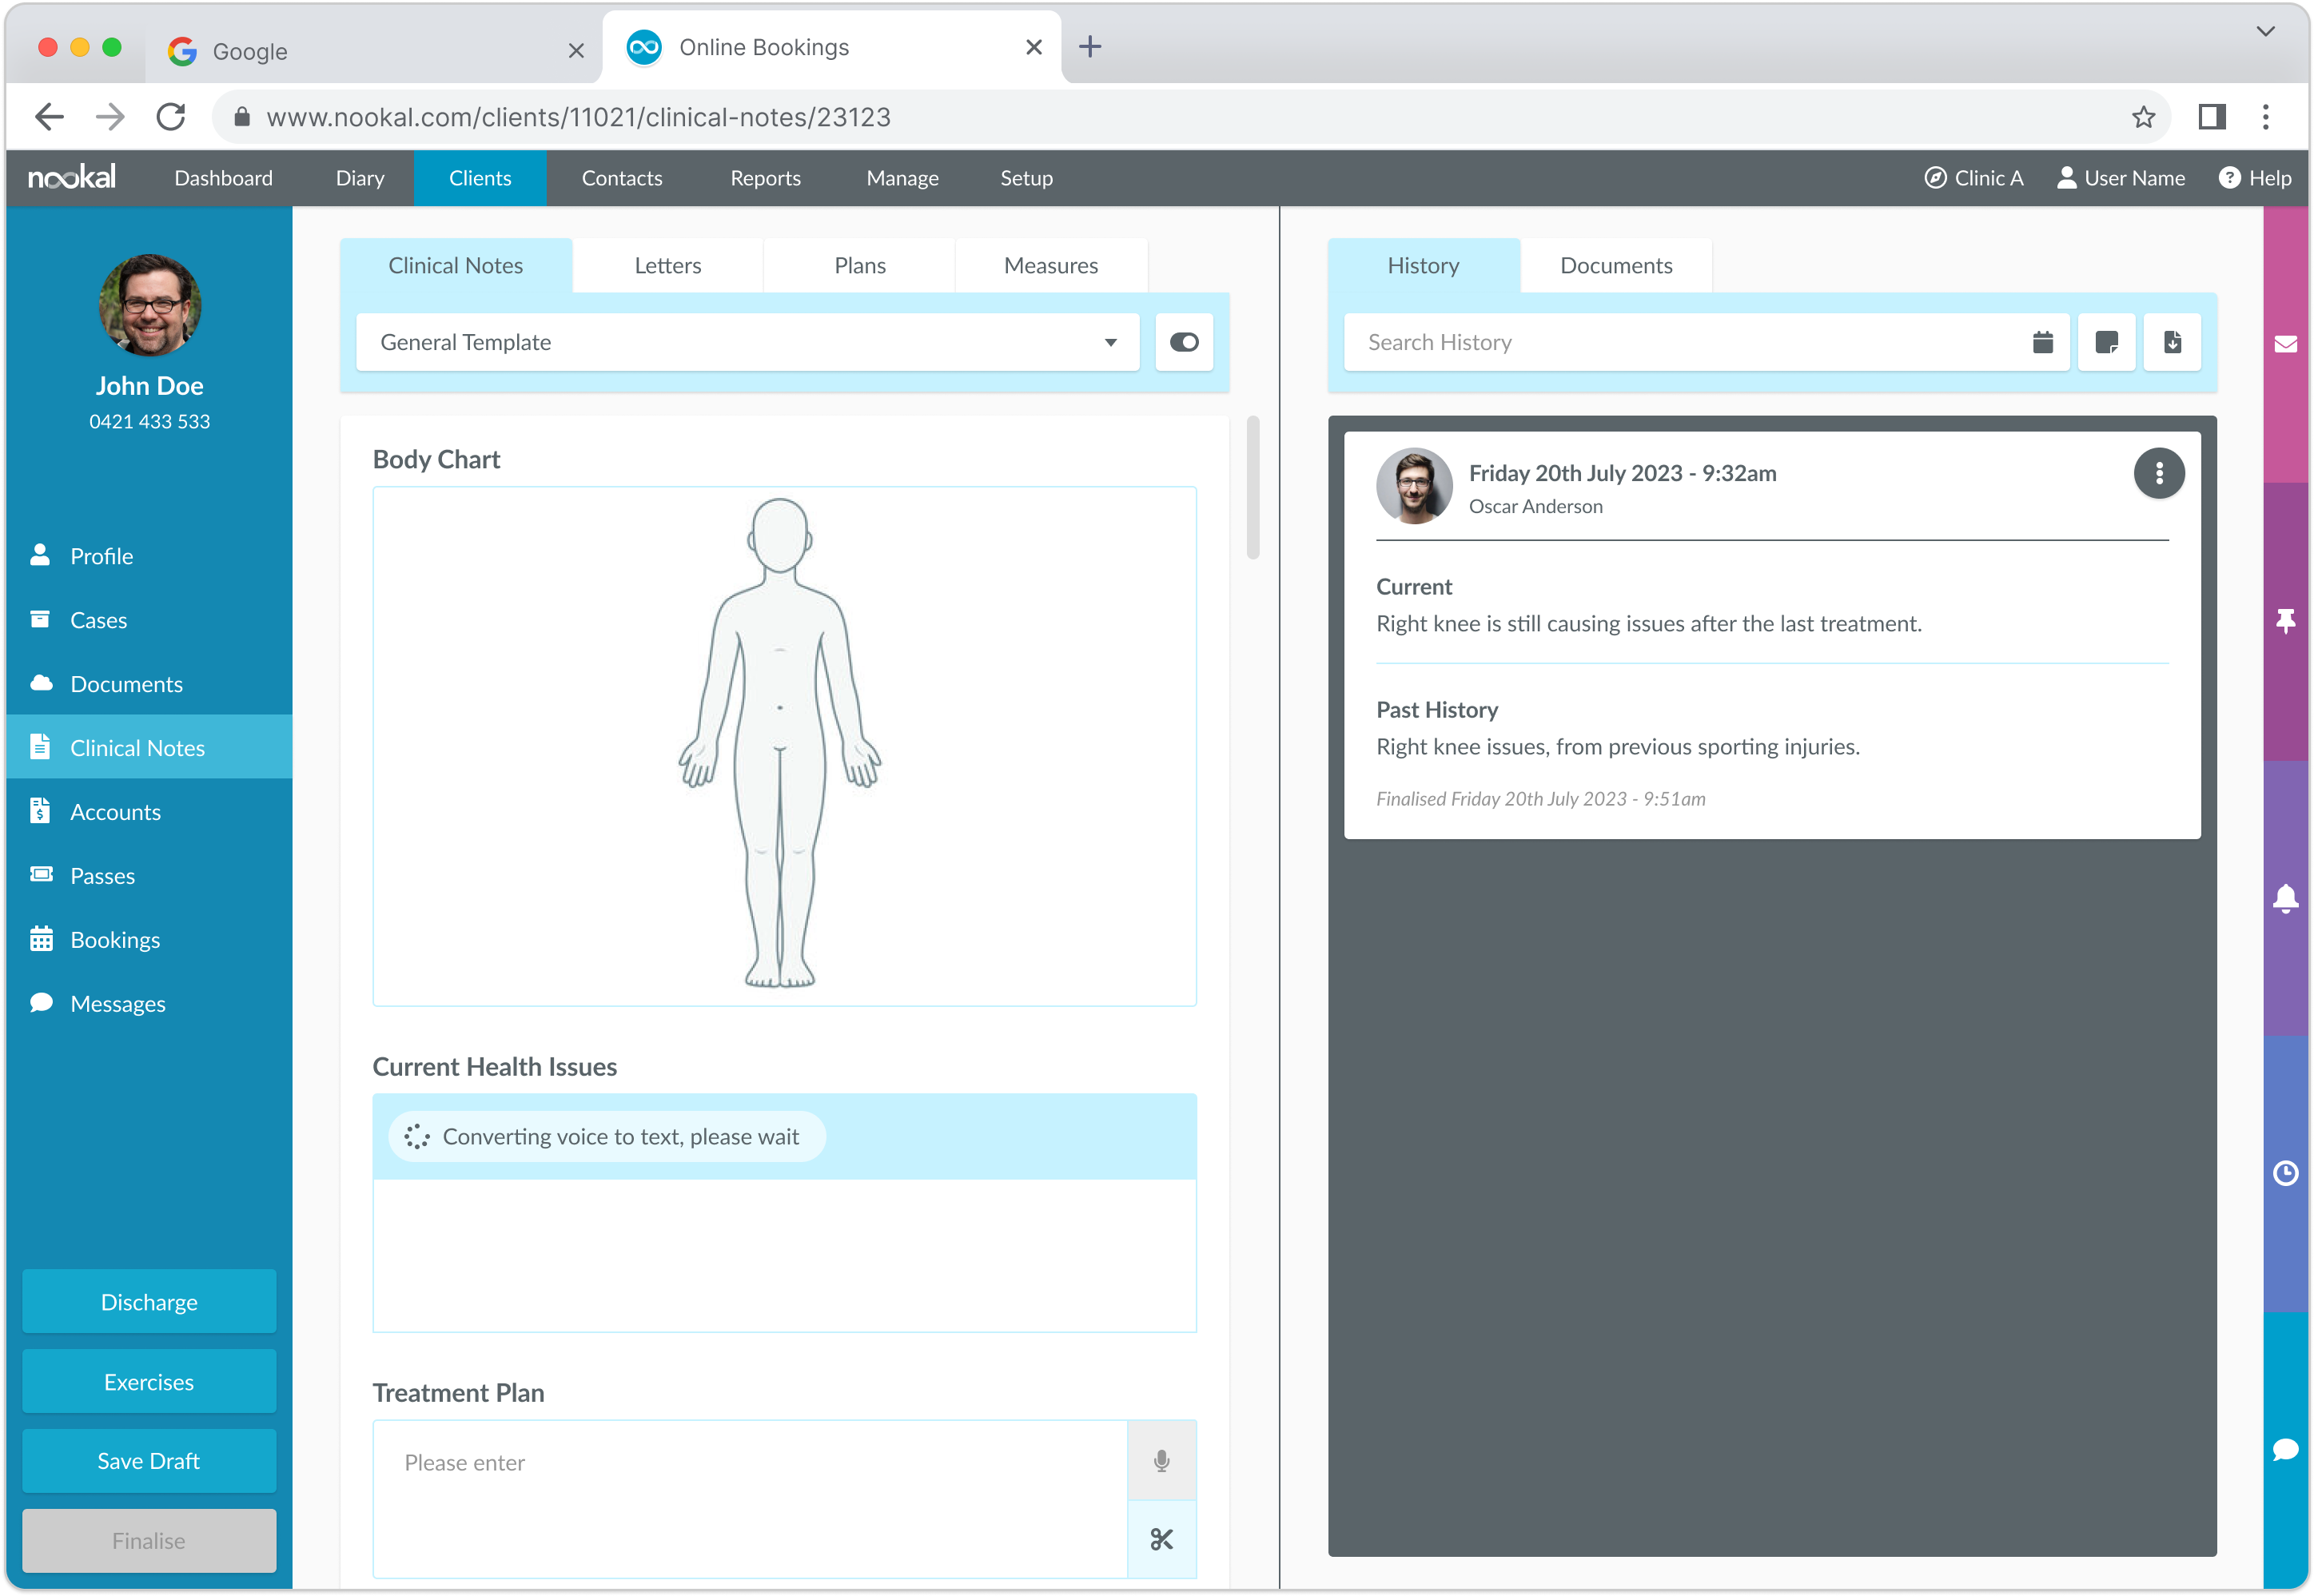 Google
Online Bookings
www.nookal.com/clients/11021/clinical-notes/23123
nookal
Dashboard
Diary
Clients
Contacts
Reports
Manage
Setup
Clinic A
User Name
Help
John Doe
0421 433 533
Profile
Cases
Documents
Clinical Notes
Accounts
Passes
Bookings
Messages
Discharge
Exercises
Save Draft
Finalise
Clinical Notes
Letters
Plans
Measures
General Template
Body Chart
Current Health Issues
Converting voice to text, please wait
Treatment Plan
Please enter
History
Documents
Search History
Friday 20th July 2023 - 9:32am
Oscar Anderson
Current
Right knee is still causing issues after the last treatment.
Past History
Right knee issues, from previous sporting injuries.
Finalised Friday 20th July 2023 - 9:51am